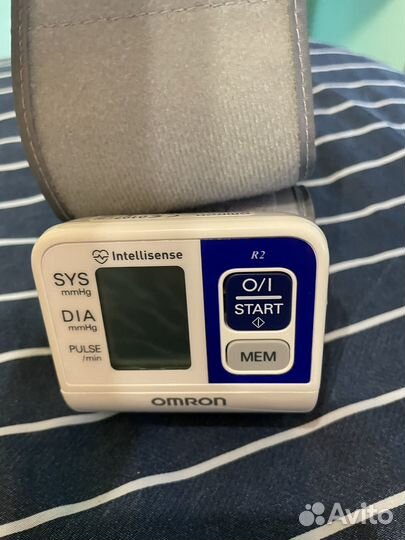 Intellisense
R2
SYS
mmHg
DIA
mmHg
PULSE
/min
O/I
START
MEM
OMRON
Avito